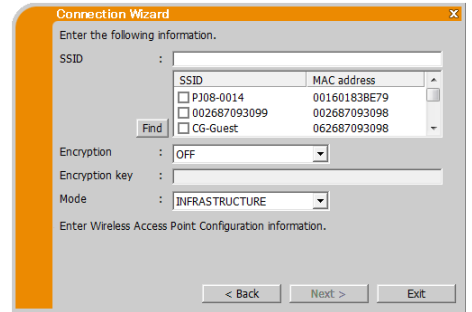 Connection Wizard x
Enter the following information.
SSID :
SSID MAC address
PJ08-0014 00160183BE79
002687093099 002687093098
Find CG-Guest 062687093098
Encryption : OFF
Encryption key :
Mode : INFRASTRUCTURE
Enter Wireless Access Point Configuration information.
< Back Next > Exit